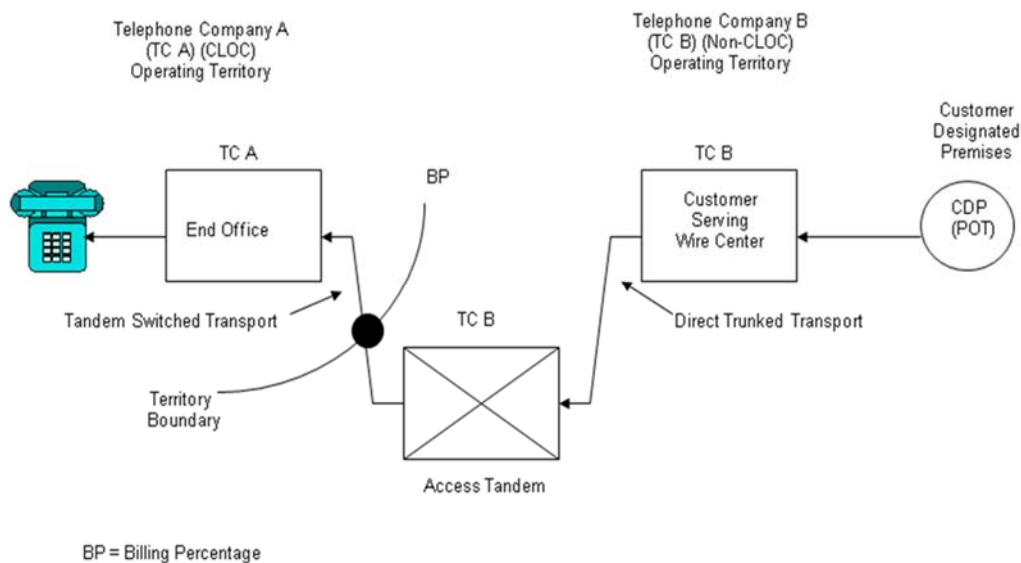 Telephone Company A
(TC A) (CLOC)
Operating Territory
Telephone Company B
(TC B) (Non-CLOC)
Operating Territory
Customer
Designated
Premises
TC A
BP
TC B
End Office
Customer
Serving
Wire Center
CDP
(POT)
Tandem Switched Transport
TC B
Direct Trunked Transport
Territory
Boundary
Access Tandem
BP = Billing Percentage